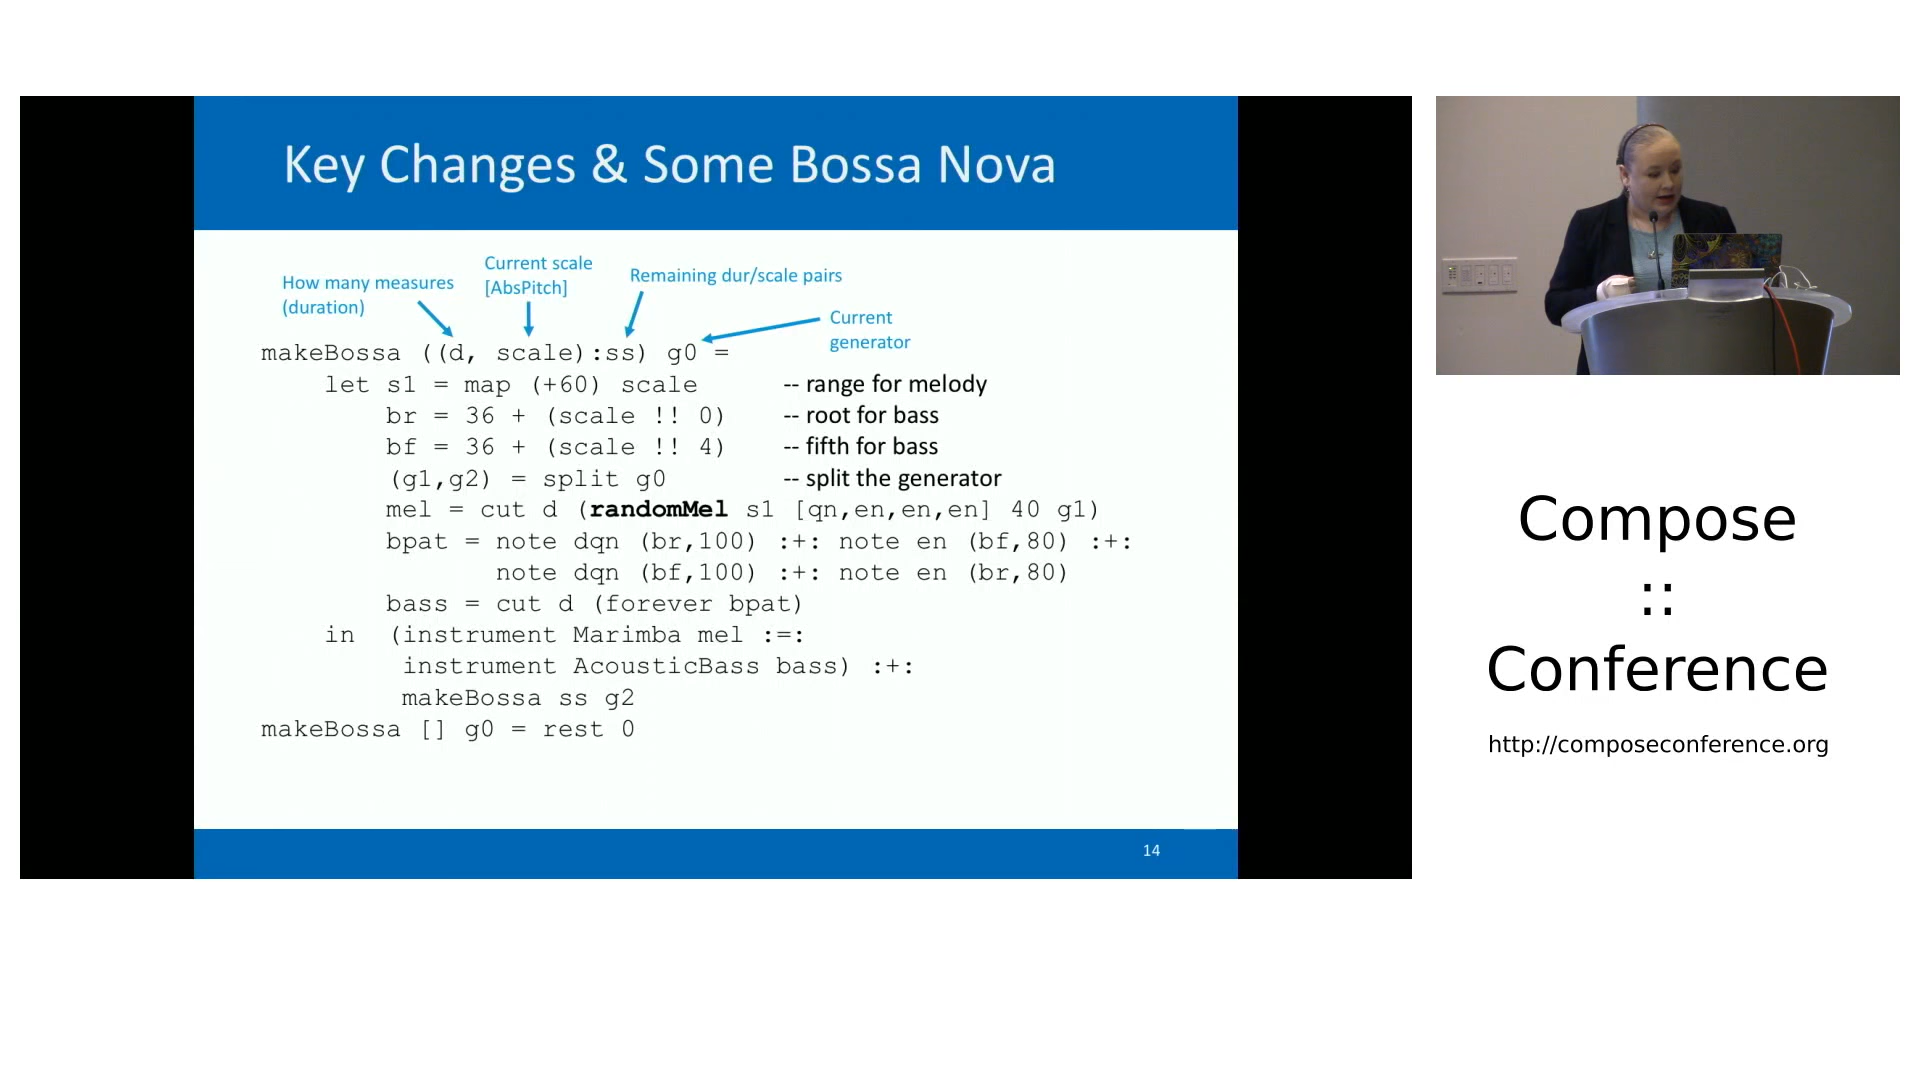 Key Changes & Some Bossa Nova
How many measures
(duration)
Current scale
[AbsPitch]
Remaining dur/scale pairs
Current
generator
makeBossa ((d, scale):ss) g0 =
let s1 = map (+60) scale -- range for melody
br = 36 + (scale !! 0) -- root for bass
bf = 36 + (scale !! 4) -- fifth for bass
(g1,g2) = split g0 -- split the generator
mel = cut d (randomMel s1 [qn,en,en,en] 40 g1)
bpat = note dqn (br,100) :+: note en (bf,80) :+:
note dqn (bf,100) :+: note en (br,80)
bass = cut d (forever bpat)
in (instrument Marimba mel :=:
instrument AcousticBass bass) :+:
makeBossa ss g2
makeBossa [] g0 = rest 0
14
Compose
::
Conference
http://composeconference.org